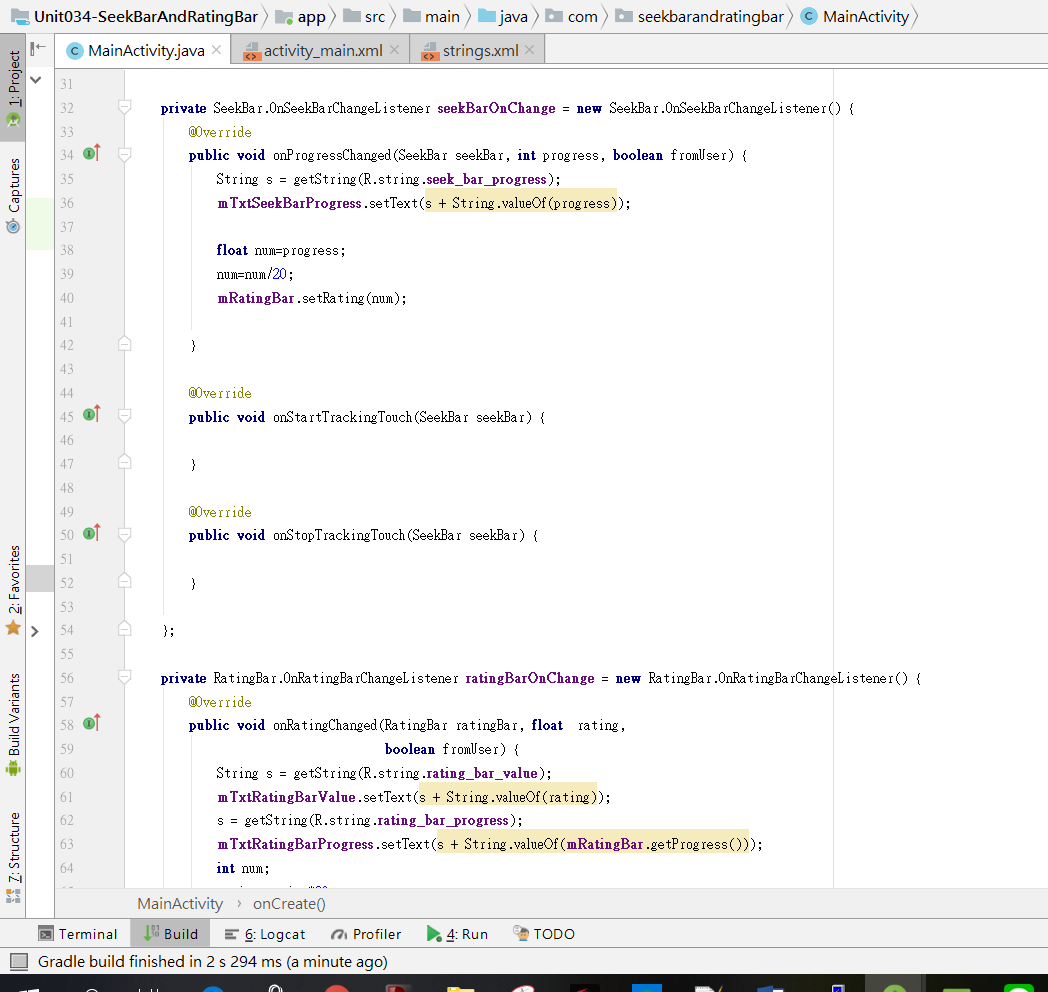 Unit034-SeekBarAndRatingBar app src main java com seekbarandratingbar MainActivity
MainActivity.java activity_main.xml strings.xml
1: Project
Captures
2: Favorites
Build Variants
7: Structure
31
32 private SeekBar.OnSeekBarChangeListener seekBarOnChange = new SeekBar.OnSeekBarChangeListener() {
33 @Override
34 public void onProgressChanged(SeekBar seekBar, int progress, boolean fromUser) {
35 String s = getString(R.string.seek_bar_progress);
36 mTxtSeekBarProgress.setText(s + String.valueOf(progress));
37
38 float num=progress;
39 num=num/20;
40 mRatingBar.setRating(num);
41
42 }
43
44 @Override
45 public void onStartTrackingTouch(SeekBar seekBar) {
46
47 }
48
49 @Override
50 public void onStopTrackingTouch(SeekBar seekBar) {
51
52 }
53
54 };
55
56 private RatingBar.OnRatingBarChangeListener ratingBarOnChange = new RatingBar.OnRatingBarChangeListener() {
57 @Override
58 public void onRatingChanged(RatingBar ratingBar, float rating,
59 boolean fromUser) {
60 String s = getString(R.string.rating_bar_value);
61 mTxtRatingBarValue.setText(s + String.valueOf(rating));
62 s = getString(R.string.rating_bar_progress);
63 mTxtRatingBarProgress.setText(s + String.valueOf(mRatingBar.getProgress()));
64 int num;
MainActivity › onCreate()
Terminal Build 6: Logcat Profiler 4: Run TODO
Gradle build finished in 2 s 294 ms (a minute ago)